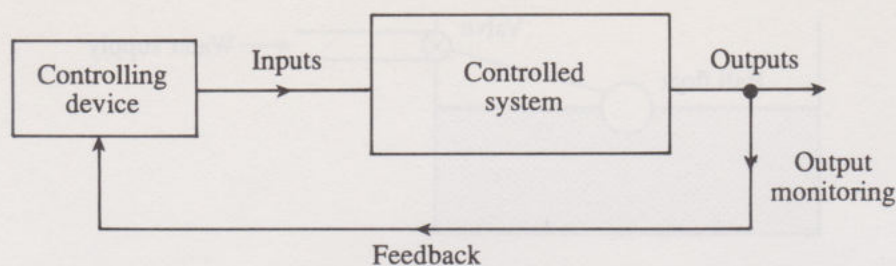 Controlling
device
Inputs
Controlled
system
Outputs
Output
monitoring
Feedback